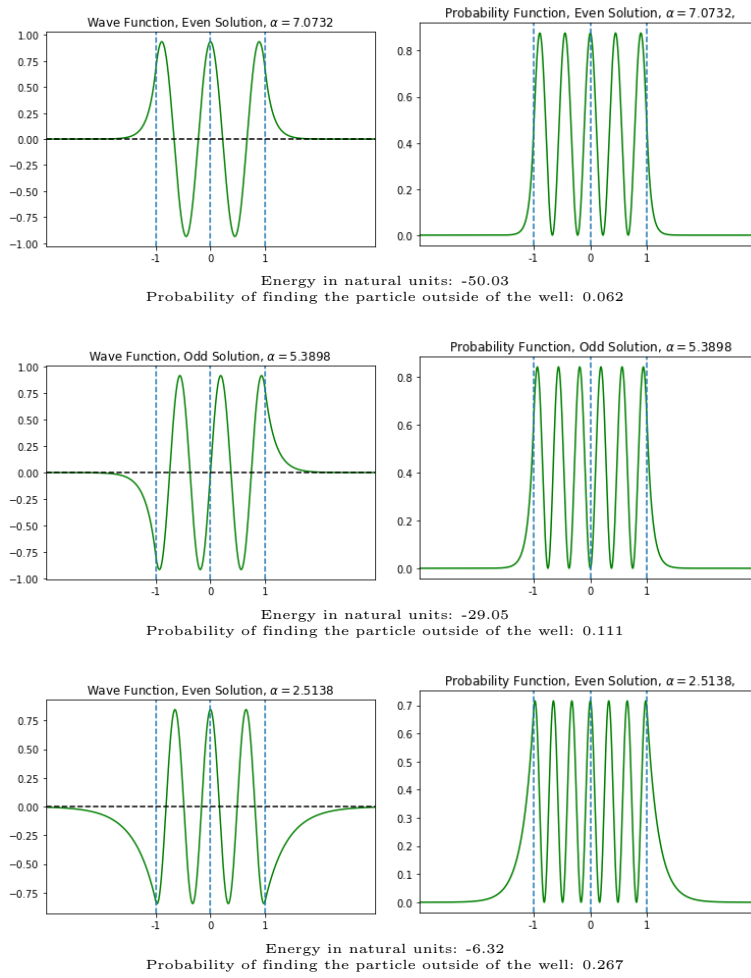 Wave Function, Even Solution, α = 7.0732
1.00
0.75
0.50
0.25
0.00
−0.25
−0.50
−0.75
−1.00
-1 0 1
Probability Function, Even Solution, α = 7.0732,
0.8
0.6
0.4
0.2
0.0
-1 0 1
Energy in natural units: -50.03
Probability of finding the particle outside of the well: 0.062
Wave Function, Odd Solution, α = 5.3898
1.00
0.75
0.50
0.25
0.00
−0.25
−0.50
−0.75
−1.00
-1 0 1
Probability Function, Odd Solution, α = 5.3898
0.8
0.6
0.4
0.2
0.0
-1 0 1
Energy in natural units: -29.05
Probability of finding the particle outside of the well: 0.111
Wave Function, Even Solution, α = 2.5138
0.75
0.50
0.25
0.00
−0.25
−0.50
−0.75
-1 0 1
Probability Function, Even Solution, α = 2.5138,
0.7
0.6
0.5
0.4
0.3
0.2
0.1
0.0
-1 0 1
Energy in natural units: -6.32
Probability of finding the particle outside of the well: 0.267